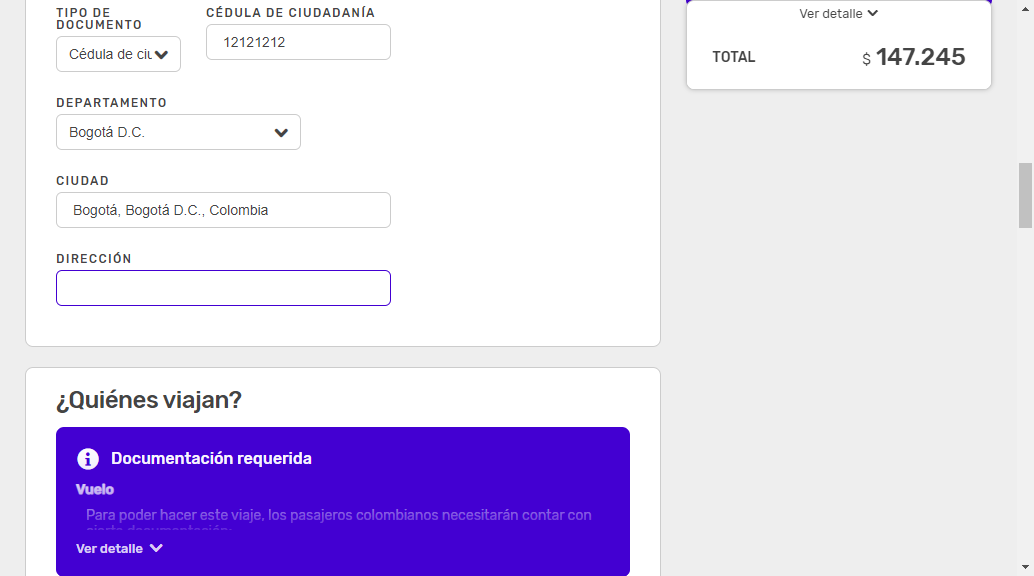 TIPO DE
DOCUMENTO
CÉDULA DE CIUDADANÍA
Cédula de ciu
12121212
DEPARTAMENTO
Bogotá D.C.
CIUDAD
Bogotá, Bogotá D.C., Colombia
DIRECCIÓN
Ver detalle
TOTAL
$ 147.245
¿Quiénes viajan?
Documentación requerida
Vuelo
Para poder hacer este viaje, los pasajeros colombianos necesitarán contar con
cierta documentación:
Ver detalle